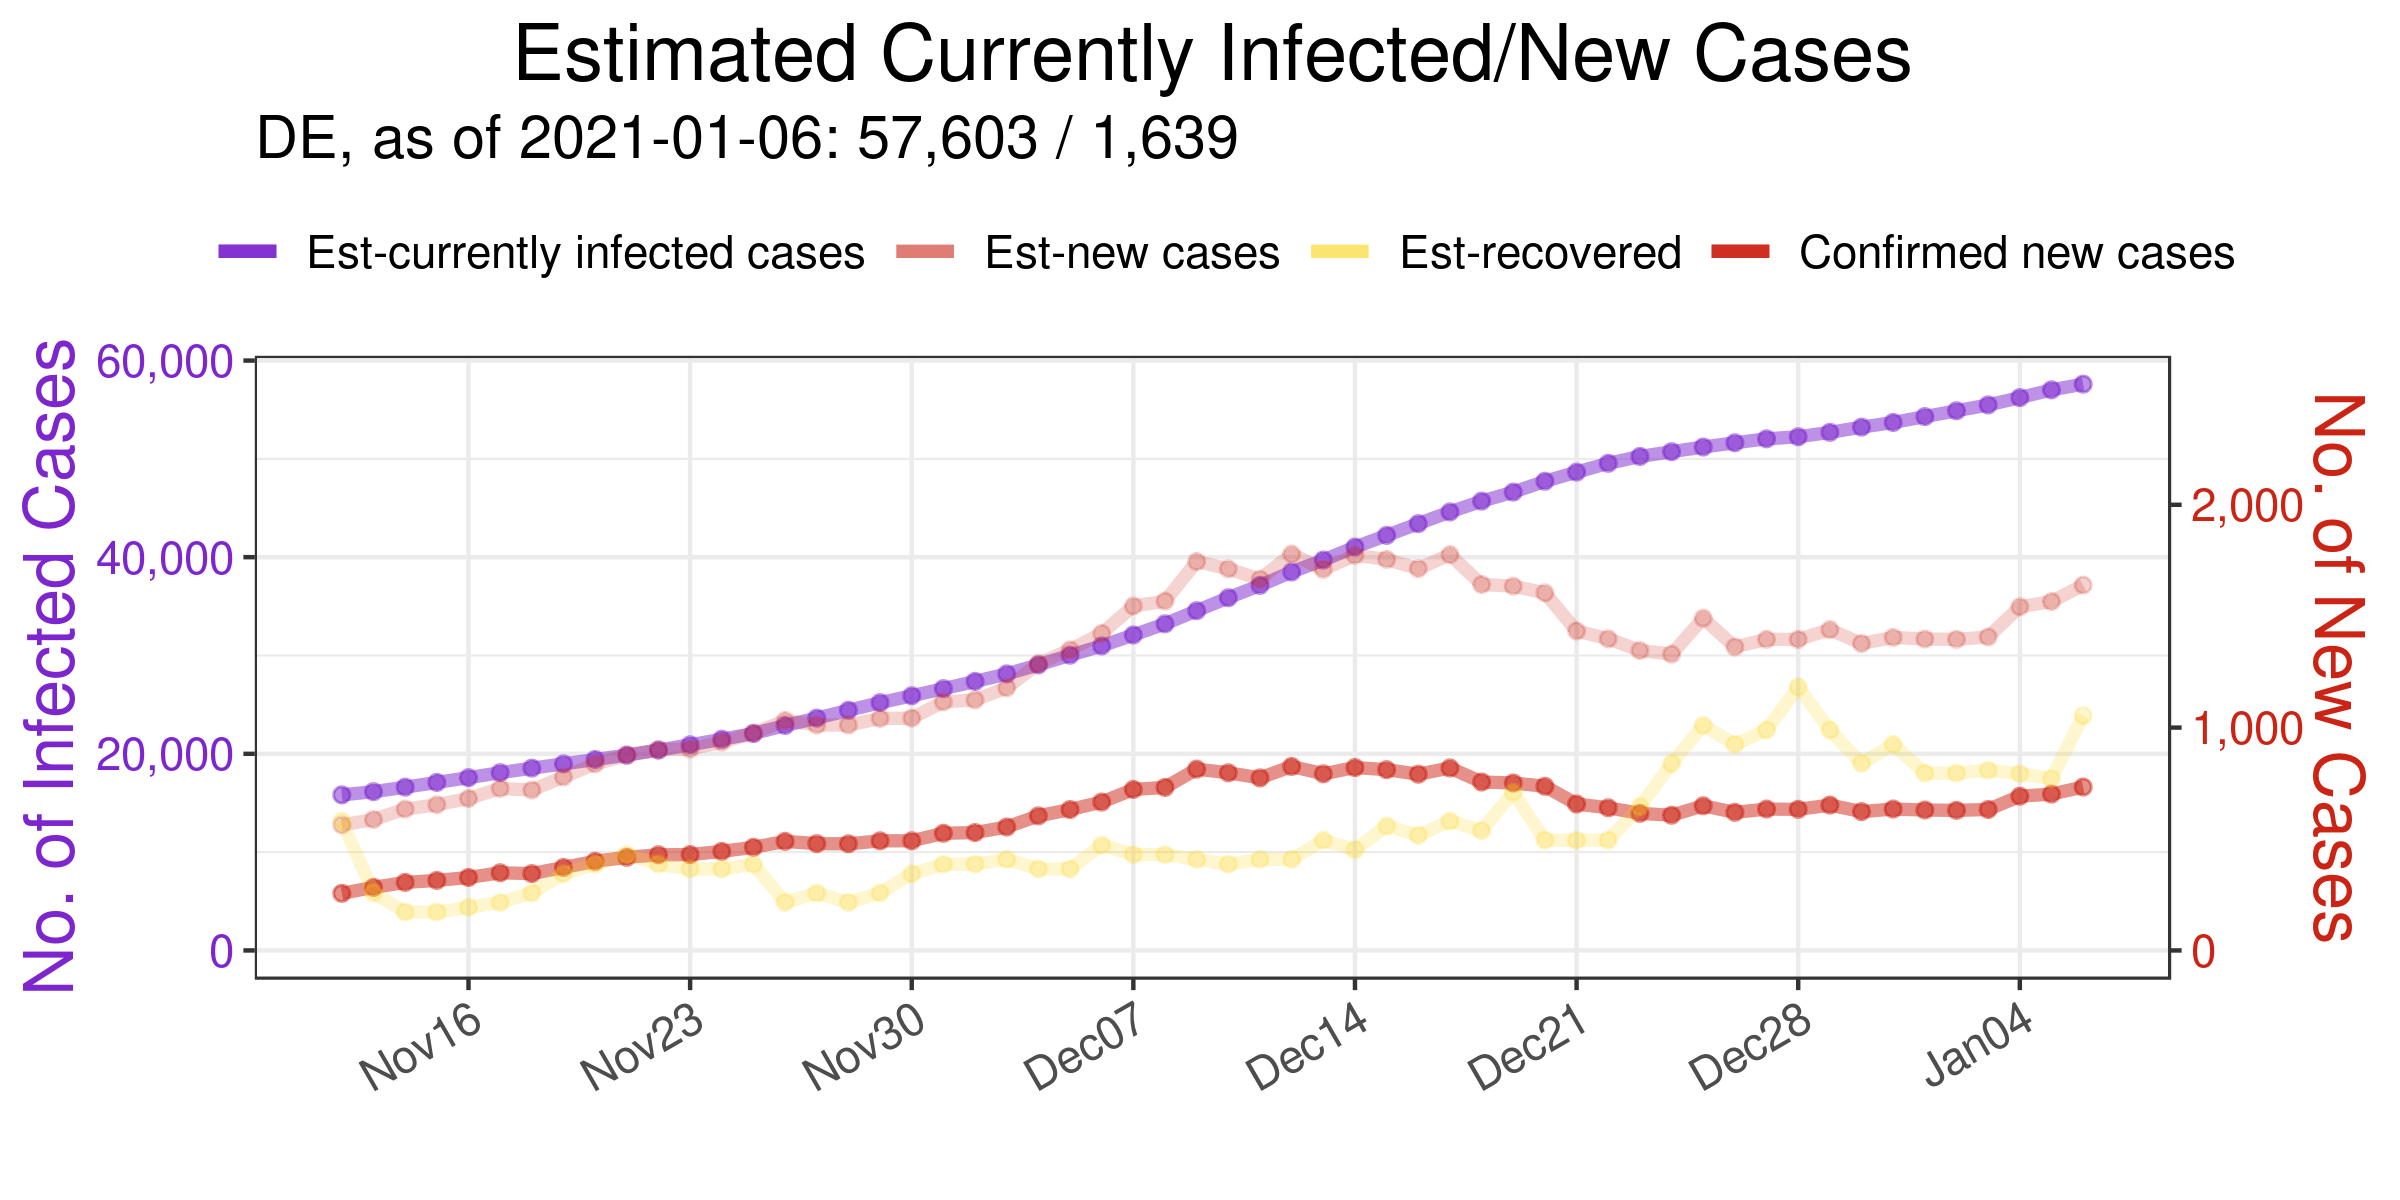 Estimated Currently Infected/New Cases
DE, as of 2021-01-06: 57,603 / 1,639
Est-currently infected cases Est-new cases Est-recovered Confirmed new cases
No. of Infected Cases
60,000
40,000
20,000
0
2,000
1,000
0
No. of New Cases
Nov16 Nov23 Nov30 Dec07 Dec14 Dec21 Dec28 Jan04